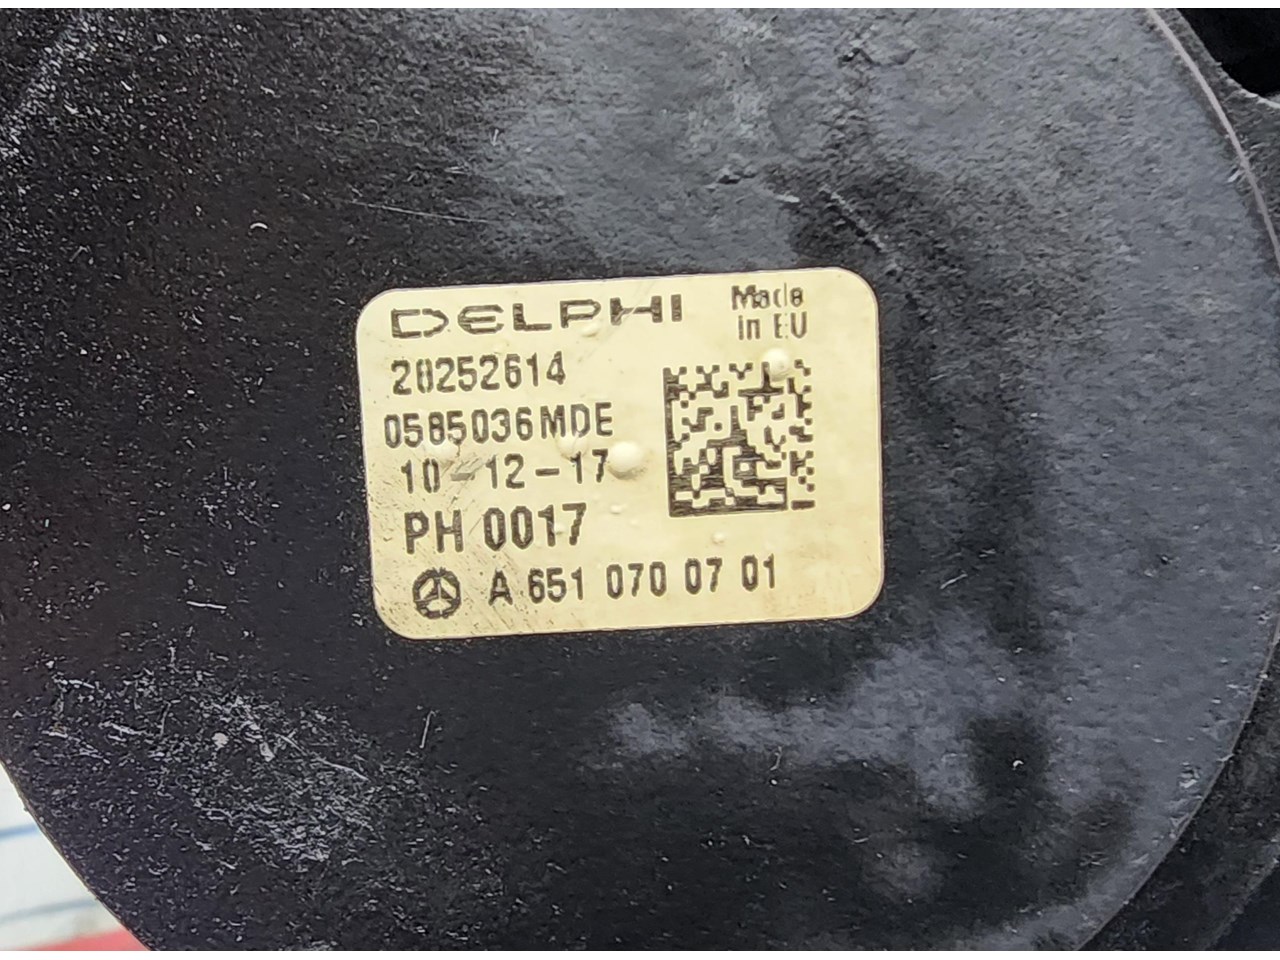 DELPHI
Made
in EU
28252614
0585036MDE
10-12-17
PH 0017
A 651 070 07 01